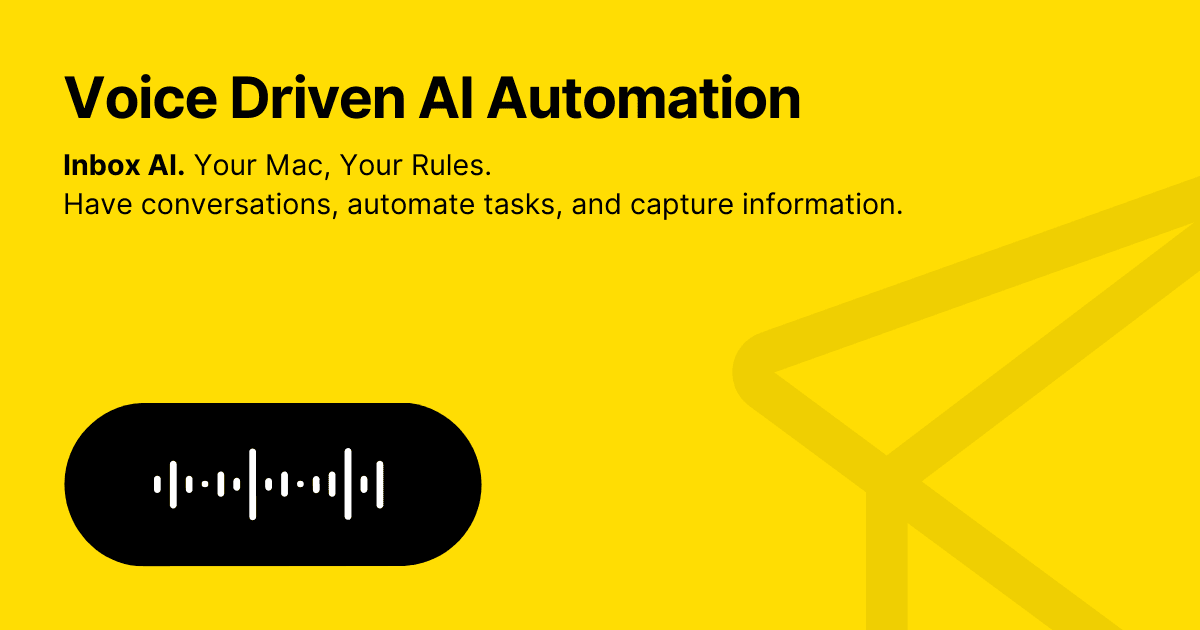 Voice Driven AI Automation
Inbox AI. Your Mac, Your Rules.
Have conversations, automate tasks, and capture information.